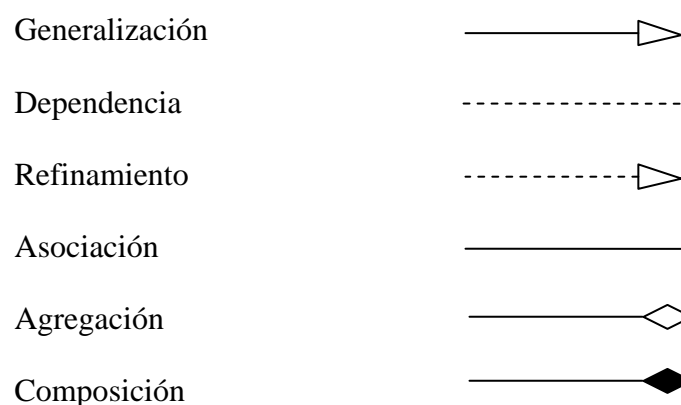 Generalización
Dependencia
Refinamiento
Asociación
Agregación
Composición